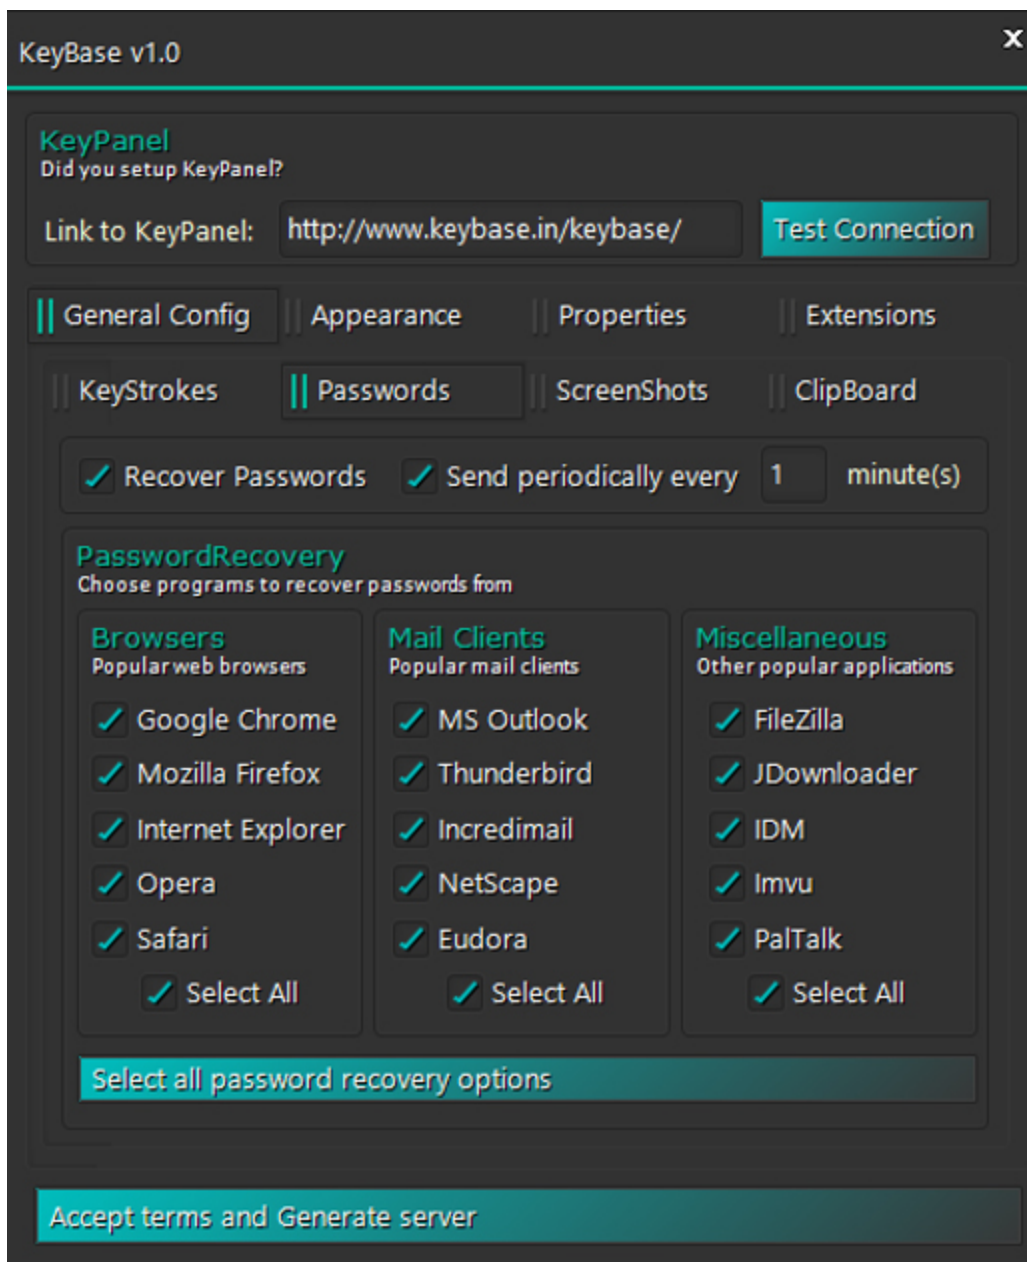 KeyBase v1.0 x
KeyPanel
Did you setup KeyPanel?
Link to KeyPanel: http://www.keybase.in/keybase/ Test Connection
General Config Appearance Properties Extensions
KeyStrokes Passwords ScreenShots ClipBoard
Recover Passwords Send periodically every 1 minute(s)
PasswordRecovery
Choose programs to recover passwords from
Browsers
Popular web browsers
Google Chrome
Mozilla Firefox
Internet Explorer
Opera
Safari
Select All
Mail Clients
Popular mail clients
MS Outlook
Thunderbird
Incredimail
NetScape
Eudora
Select All
Miscellaneous
Other popular applications
FileZilla
JDownloader
IDM
Imvu
PalTalk
Select All
Select all password recovery options
Accept terms and Generate server